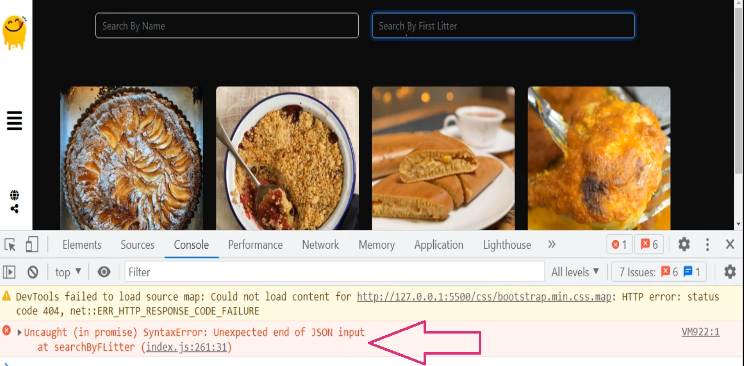 Search By Name
Search By First Litter
Elements Sources Console Performance Network Memory Application Lighthouse » 1 6
top ▼ Filter All levels ▼ 7 Issues: 6 1
DevTools failed to load source map: Could not load content for http://127.0.0.1:5500/css/bootstrap.min.css.map: HTTP error: status
code 404, net::ERR_HTTP_RESPONSE_CODE_FAILURE
Uncaught (in promise) SyntaxError: Unexpected end of JSON input VM922:1
at searchByFLitter (index.js:261:31)